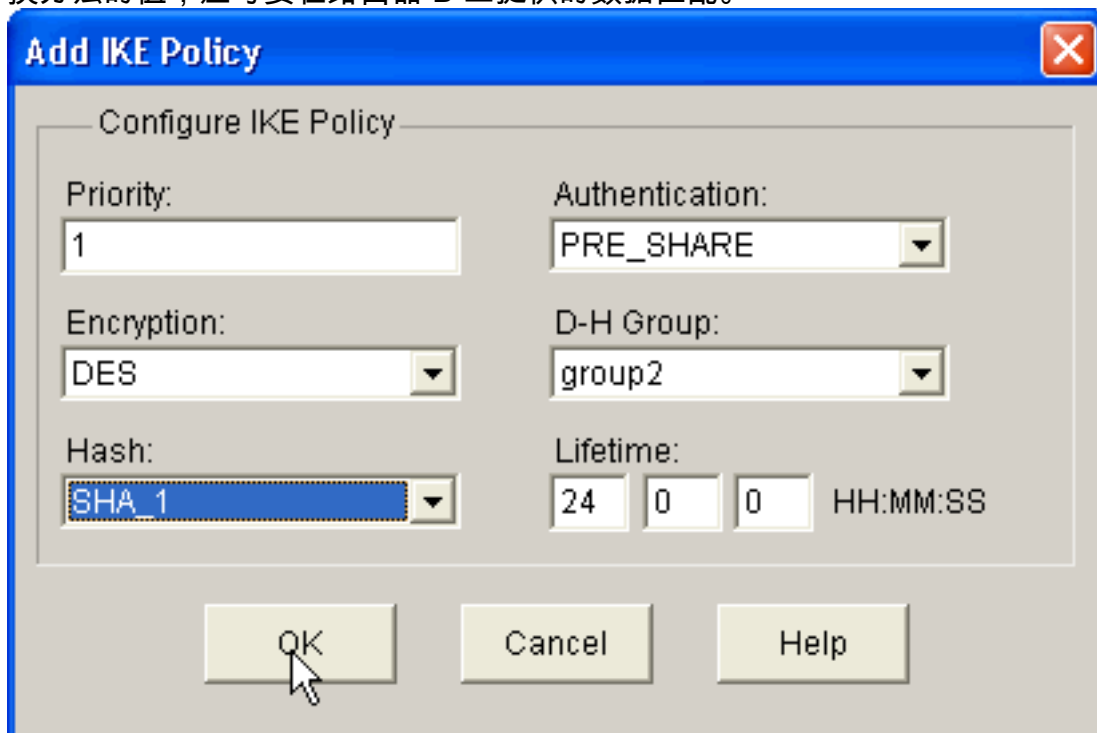 Add IKE Policy
Configure IKE Policy
Priority:
Authentication:
1
PRE_SHARE
Encryption:
D-H Group:
DES
group2
Hash:
Lifetime:
SHA_1
24 0 0 HH:MM:SS
OK Cancel Help